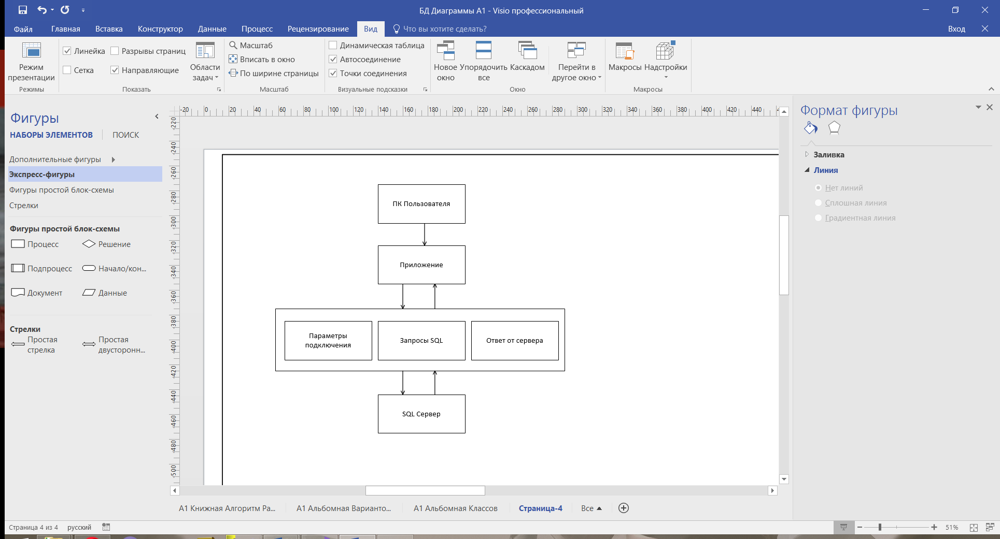 БД Диаграммы А1 - Visio профессиональный
Файл Главная Вставка Конструктор Данные Процесс Рецензирование Вид Что вы хотите сделать? Вход
Режим презентации
Режимы
Линейка Разрывы страниц
Сетка Направляющие
Области задач
Показать
Масштаб
Вписать в окно
По ширине страницы
Масштаб
Динамическая таблица
Автосоединение
Точки соединения
Визуальные подсказки
Новое окно
Упорядочить все
Каскадом
Перейти в другое окно
Окно
Макросы
Надстройки
Макросы
Фигуры
НАБОРЫ ЭЛЕМЕНТОВ ПОИСК
Дополнительные фигуры
Экспресс-фигуры
Фигуры простой блок-схемы
Стрелки
Фигуры простой блок-схемы
Процесс Решение
Подпроцесс Начало/кон...
Документ Данные
Стрелки
Простая стрелка
Простая двусторонн...
-20 0 20 40 60 80 100 120 140 160 180 200 220 240 260 280 300 320 340 360 380 400 420 440
-220
-240
-260
-280
-300
-320
-340
-360
-380
-400
-420
-440
-460
-480
-500
ПК Пользователя
Приложение
Параметры
подключения
Запросы SQL
Ответ от сервера
SQL Сервер
Формат фигуры
Заливка
Линия
Нет линий
Сплошная линия
Градиентная линия
А1 Книжная Алгоритм Ра... А1 Альбомная Варианто... А1 Альбомная Классов Страница-4 Все
Страница 4 из 4 русский 51%